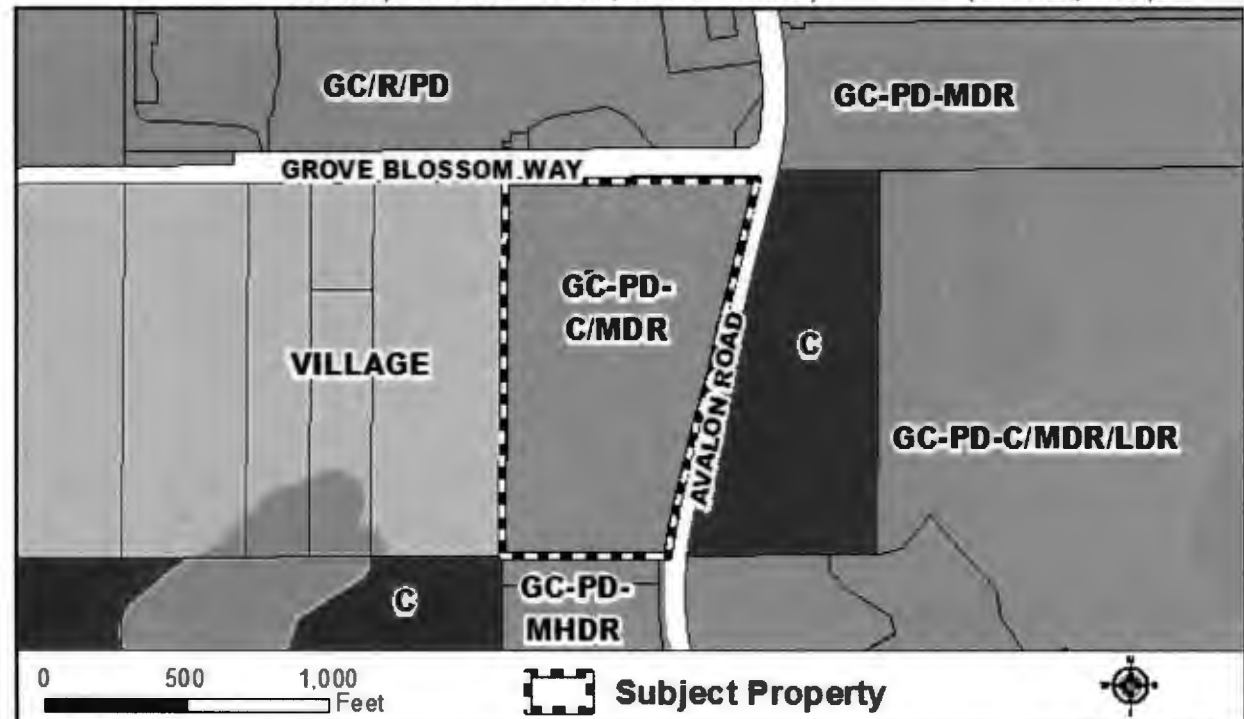 GC/R/PD
GC-PD-MDR
GROVE BLOSSOM WAY
GC-PD-
C/MDR
C
VILLAGE
AVALON ROAD
GC-PD-C/MDR/LDR
C
GC-PD-
MHDR
0 500 1,000
Feet
Subject Property
N